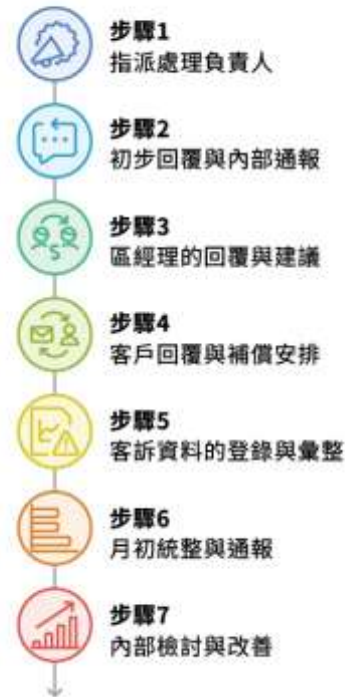 步驟1
指派處理負責人
步驟2
初步回覆與內部通報
步驟3
區經理的回覆與建議
步驟4
客戶回覆與補償安排
步驟5
客訴資料的登錄與彙整
步驟6
月初統整與通報
步驟7
內部檢討與改善